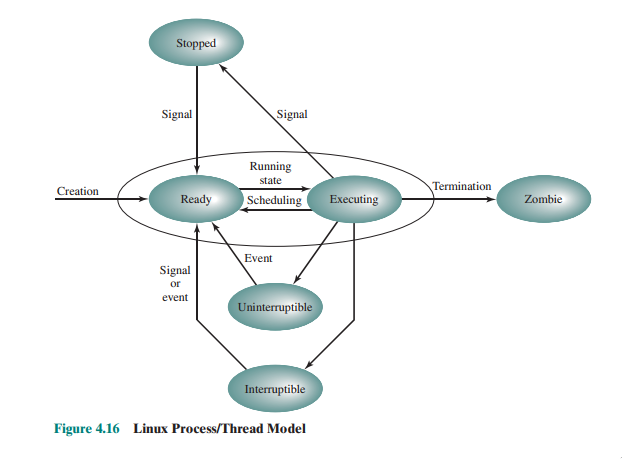 Stopped
Signal
Signal
Running
state
Creation
Termination
Ready
Scheduling
Executing
Zombie
Event
Signal
or
event
Uninterruptible
Interruptible
Figure 4.16 Linux Process/Thread Model